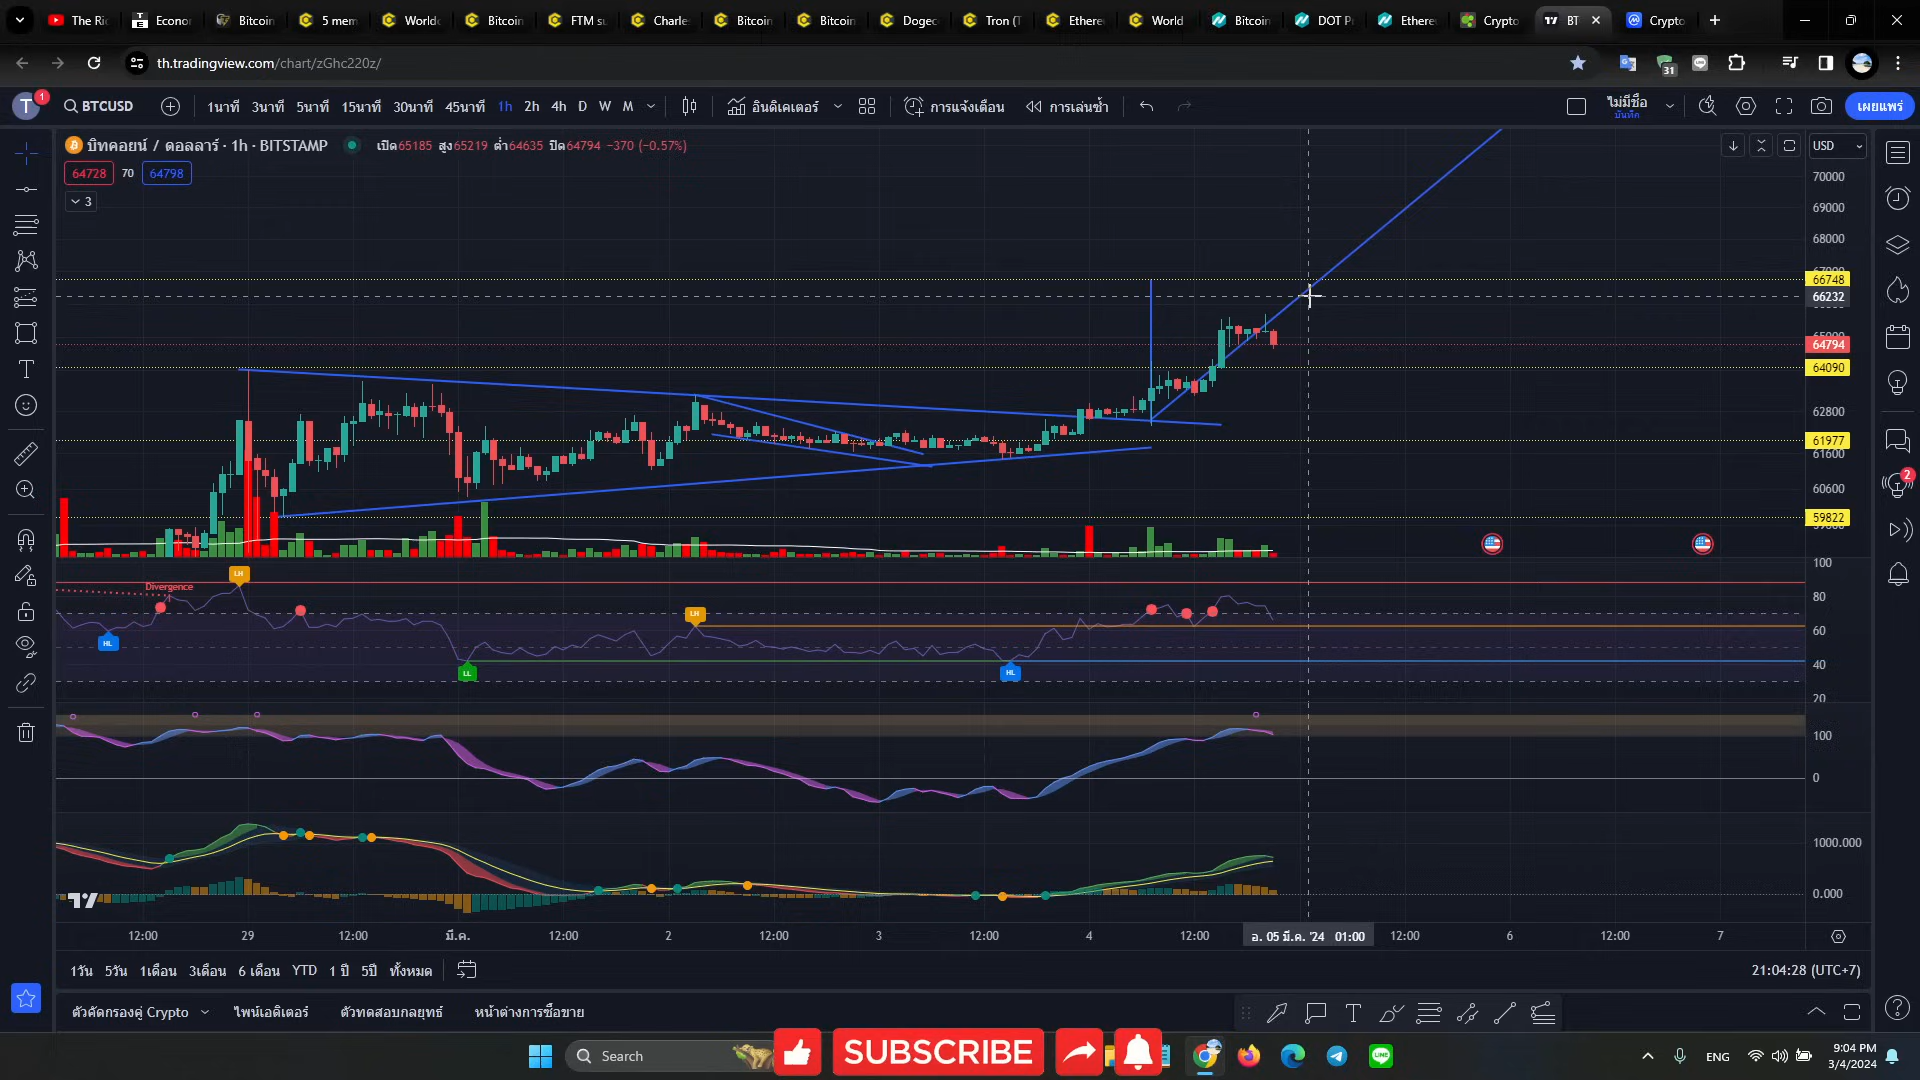 The Ri
Econo
Bitcoin
5 mem
World
Bitcoin
FTM su
Charle
Bitcoin
Bitcoin
Dogec
Tron (T
Ethere
World
Bitcoin
DOT P
Ethere
Crypto
BT
Crypto
th.tradingview.com/chart/zGhc220z/
31
T
1
BTCUSD
1นาที 3นาที 5นาที 15นาที 30นาที 45นาที 1h 2h 4h D W M
อินดิเคเตอร์
การแจ้งเตือน
การเล่นซ้ำ
ไม่มีชื่อ
บันทึก
เผยแพร่
บิทคอยน์ / ดอลลาร์ · 1h · BITSTAMP
เปิด65185 สูง65219 ต่ำ64635 ปิด64794 −370 (−0.57%)
USD
64728 70 64798
3
70000
69000
68000
66748
66232
64794
64090
62800
61977
61600
60600
59822
100
80
60
40
20
Divergence
LH
HL
LH
LL
HL
100
0
1000.000
0.000
12:00 29 12:00 มี.ค. 12:00 2 12:00 3 12:00 4 12:00 อ. 05 มี.ค. '24 01:00 12:00 6 12:00 7
1วัน 5วัน 1เดือน 3เดือน 6 เดือน YTD 1 ปี 5ปี ทั้งหมด
21:04:28 (UTC+7)
ตัวคัดกรองคู่ Crypto ไพน์เอดิเตอร์ ตัวทดสอบกลยุทธ์ หน้าต่างการซื้อขาย
2
Search
SUBSCRIBE
LINE
ENG
9:04 PM
3/4/2024